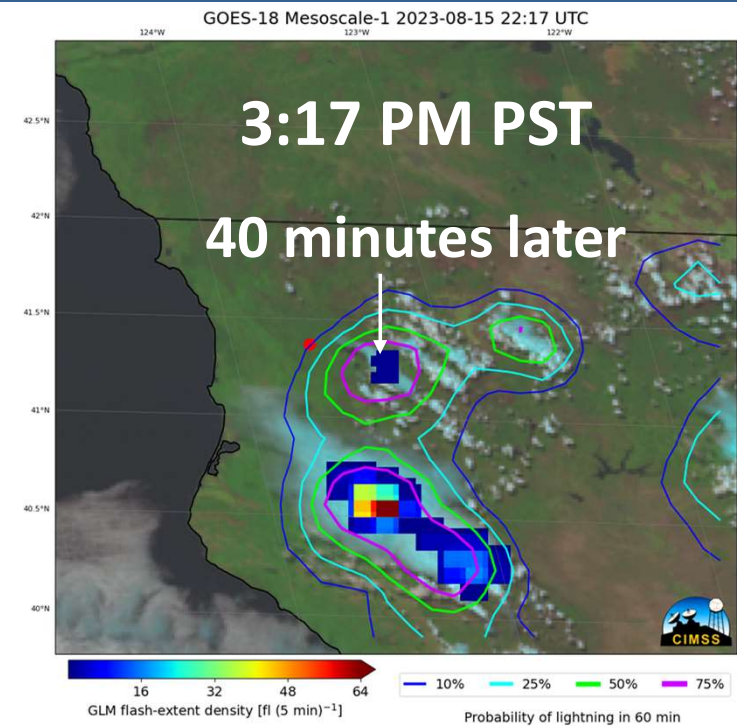 GOES-18 Mesoscale-1 2023-08-15 22:17 UTC
124°W 123°W 122°W
3:17 PM PST
40 minutes later
42.5°N
42°N
41.5°N
41°N
40.5°N
40°N
CIMSS
16 32 48 64
GLM flash-extent density [fl (5 min)⁻¹]
10% 25% 50% 75%
Probability of lightning in 60 min